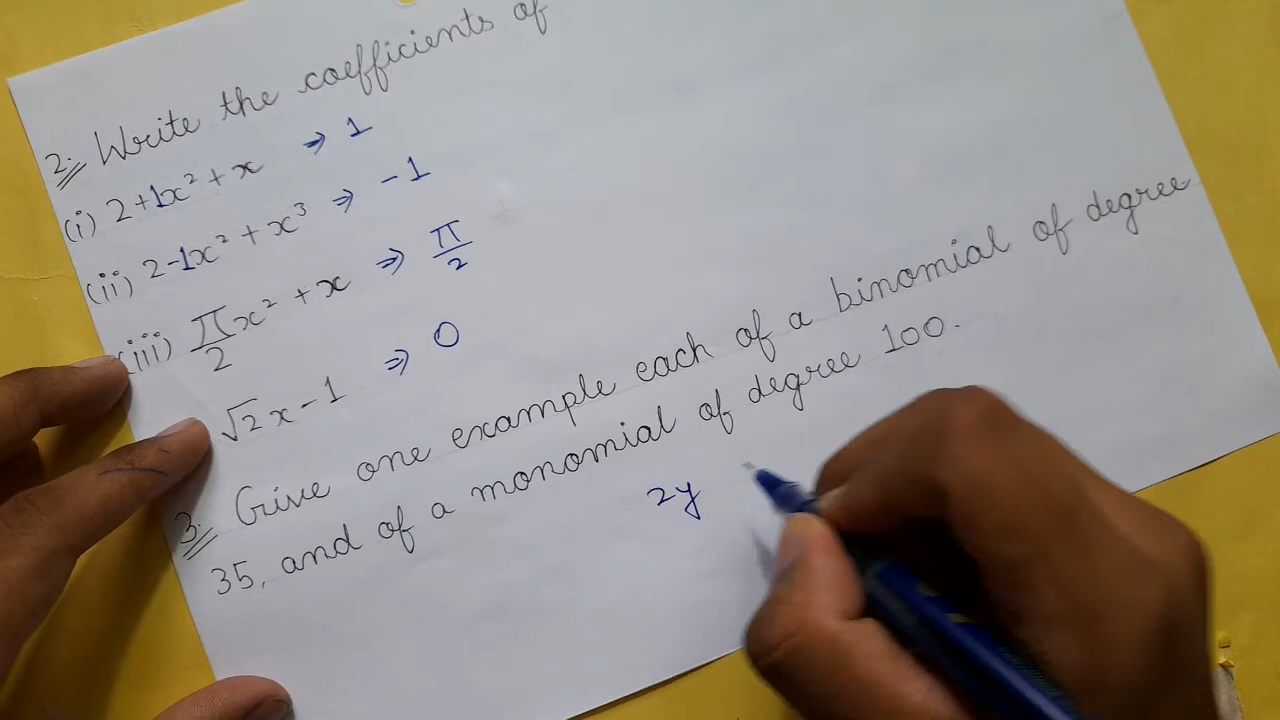 2. Write the coefficients of
(i) 2+1x² + x ⇒ 1
(ii) 2-1x² + x³ ⇒ -1
(iii) π/2 x² + x ⇒ π/2
√2 x - 1 ⇒ 0
3. Give one example each of a binomial of degree
35, and of a monomial of degree 100.
2y